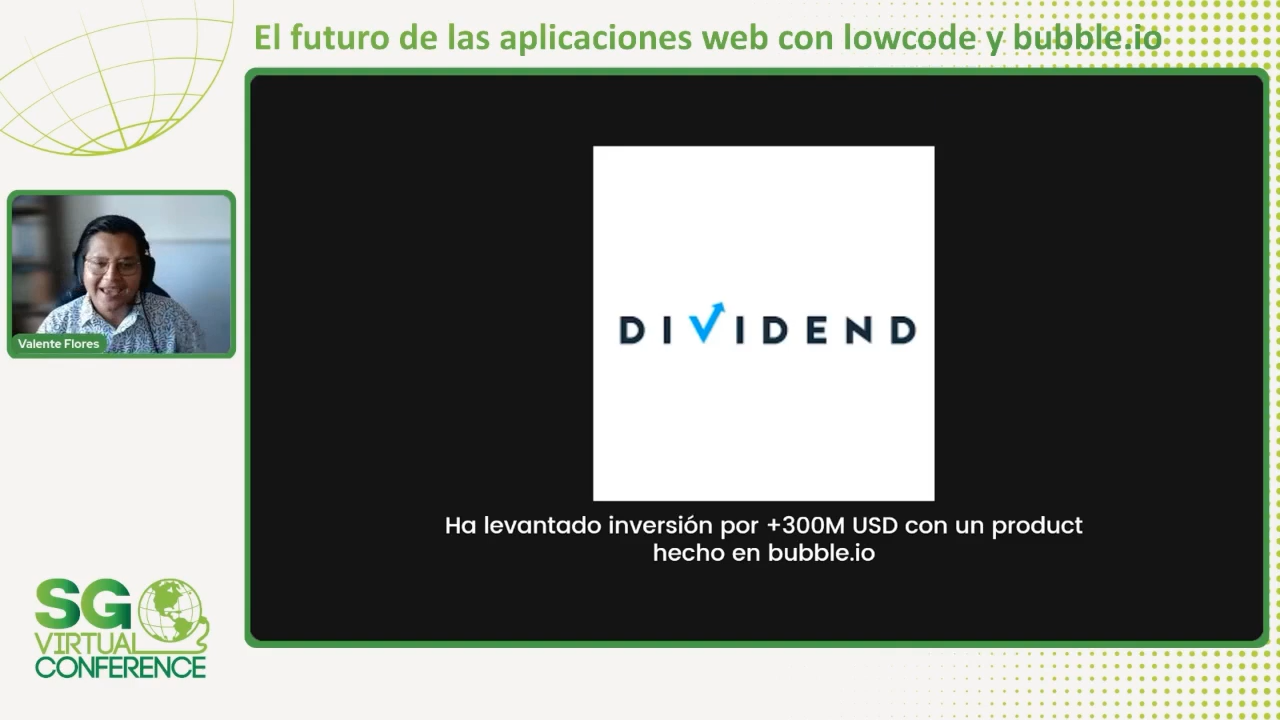 El futuro de las aplicaciones web con lowcode y bubble.io
Valente Flores
DIVIDEND
Ha levantado inversión por +300M USD con un product
hecho en bubble.io
SG
VIRTUAL
CONFERENCE